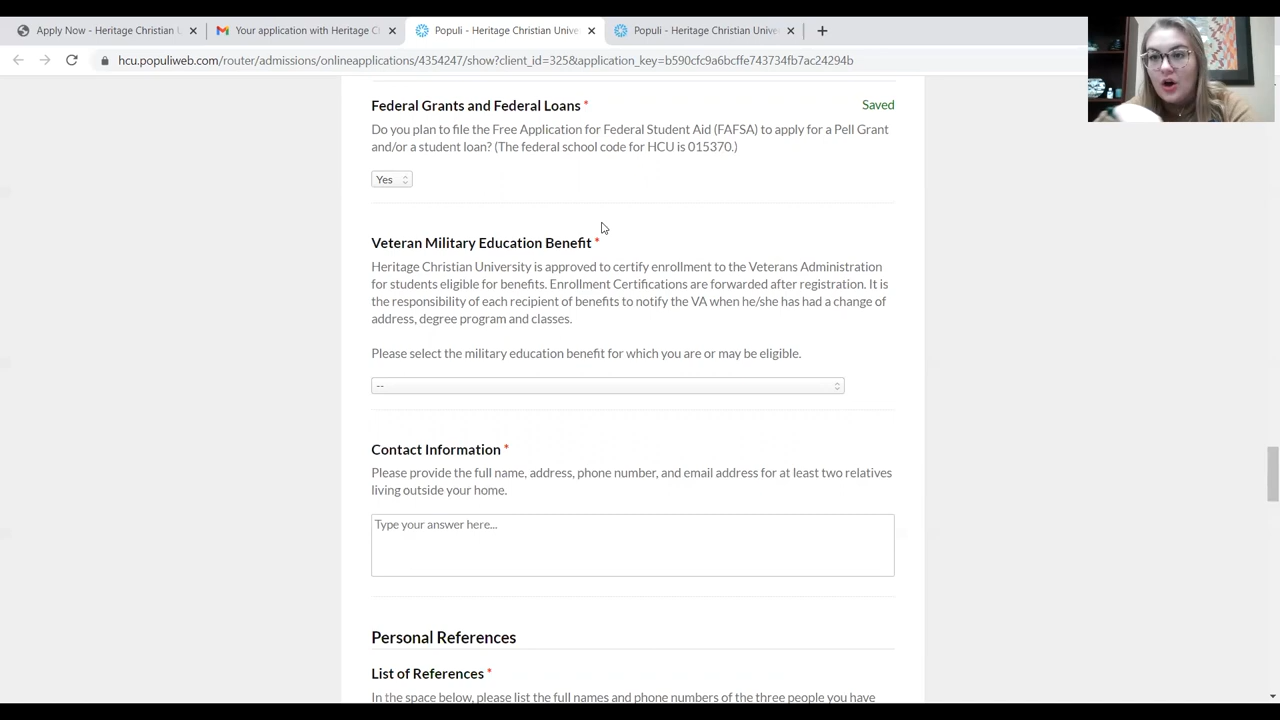 Apply Now - Heritage Christian U
Your application with Heritage C
Populi - Heritage Christian Unive
Populi - Heritage Christian Unive
hcu.populiweb.com/router/admissions/onlineapplications/4354247/show?client_id=325&application_key=b590cfc9a6bcffe743734fb7ac24294b
Federal Grants and Federal Loans *
Saved
Do you plan to file the Free Application for Federal Student Aid (FAFSA) to apply for a Pell Grant
and/or a student loan? (The federal school code for HCU is 015370.)
Yes
Veteran Military Education Benefit *
Heritage Christian University is approved to certify enrollment to the Veterans Administration
for students eligible for benefits. Enrollment Certifications are forwarded after registration. It is
the responsibility of each recipient of benefits to notify the VA when he/she has had a change of
address, degree program and classes.
Please select the military education benefit for which you are or may be eligible.
--
Contact Information *
Please provide the full name, address, phone number, and email address for at least two relatives
living outside your home.
Type your answer here...
Personal References
List of References *
In the space below, please list the full names and phone numbers of the three people you have